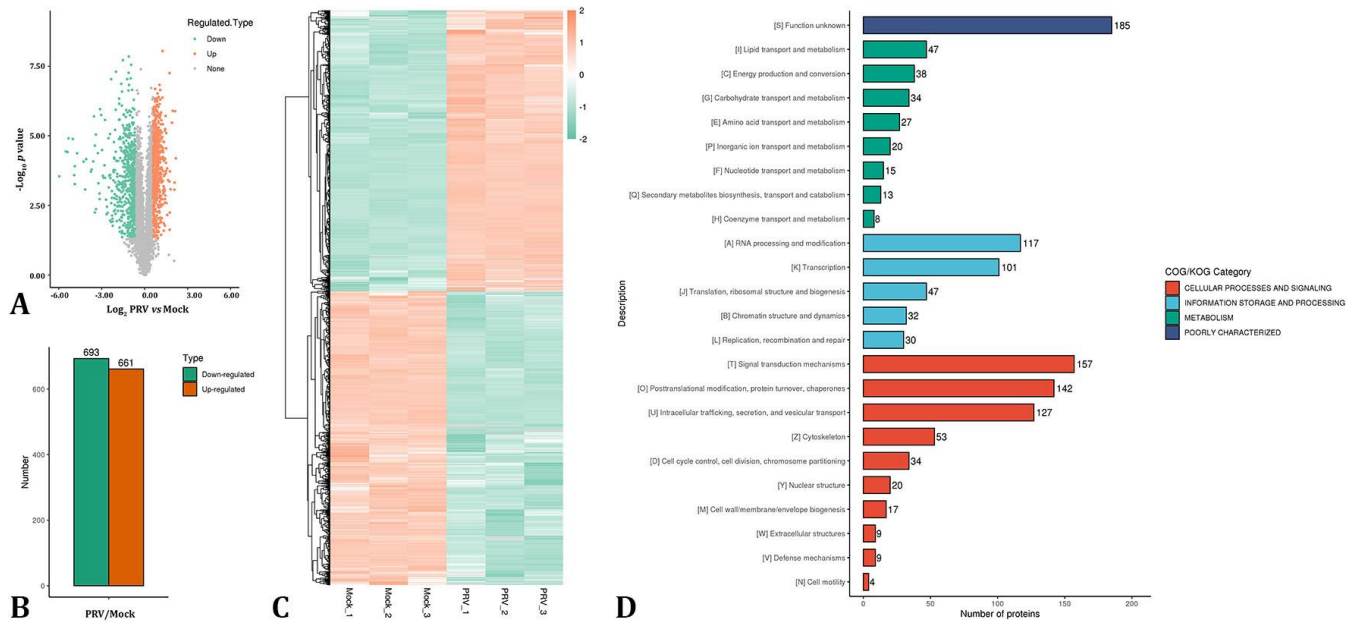 Regulated.Type
Down
Up
None
7.50
5.00
2.50
0.00
-Log10 p value
-6.00
-3.00
0.00
3.00
6.00
Log2 PRV vs Mock
A
693
661
Type
Down-regulated
Up-regulated
600
400
200
0
Number
PRV/Mock
B
2
1
0
-1
-2
Mock_1
Mock_2
Mock_3
PRV_1
PRV_2
PRV_3
C
Description
[S] Function unknown 185
[I] Lipid transport and metabolism 47
[C] Energy production and conversion 38
[G] Carbohydrate transport and metabolism 34
[E] Amino acid transport and metabolism 27
[P] Inorganic ion transport and metabolism 20
[F] Nucleotide transport and metabolism 15
[Q] Secondary metabolites biosynthesis, transport and catabolism 13
[H] Coenzyme transport and metabolism 8
[A] RNA processing and modification 117
[K] Transcription 101
[J] Translation, ribosomal structure and biogenesis 47
[B] Chromatin structure and dynamics 32
[L] Replication, recombination and repair 30
[T] Signal transduction mechanisms 157
[O] Posttranslational modification, protein turnover, chaperones 142
[U] Intracellular trafficking, secretion, and vesicular transport 127
[Z] Cytoskeleton 53
[D] Cell cycle control, cell division, chromosome partitioning 34
[Y] Nuclear structure 20
[M] Cell wall/membrane/envelope biogenesis 17
[W] Extracellular structures 9
[V] Defense mechanisms 9
[N] Cell motility 4
0
50
100
150
200
Number of proteins
COG/KOG Category
CELLULAR PROCESSES AND SIGNALING
INFORMATION STORAGE AND PROCESSING
METABOLISM
POORLY CHARACTERIZED
D